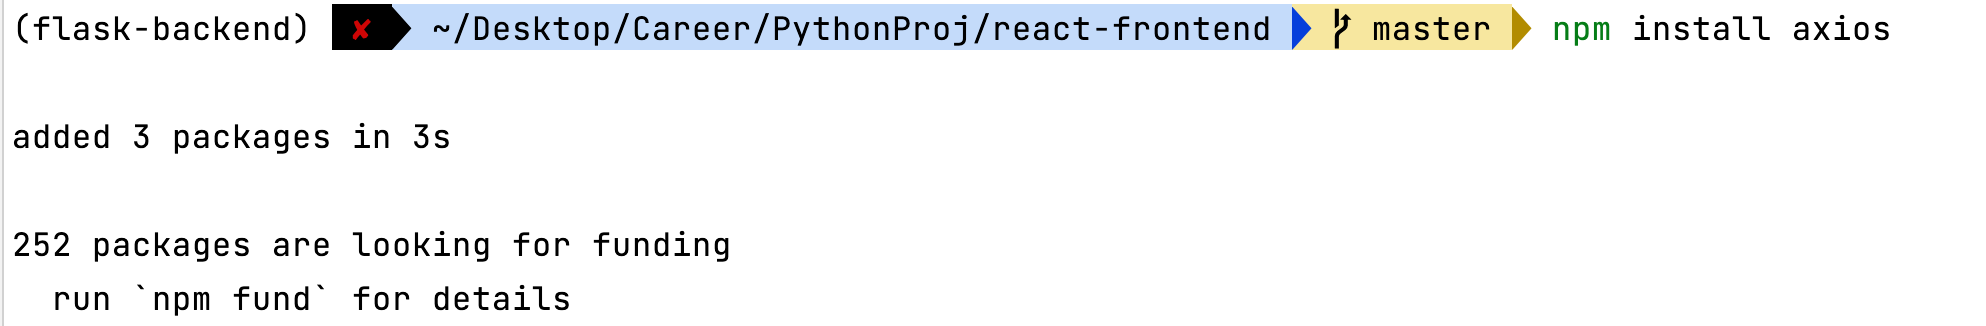 (flask-backend) ✘ ~/Desktop/Career/PythonProj/react-frontend master npm install axios
added 3 packages in 3s
252 packages are looking for funding
run `npm fund` for details